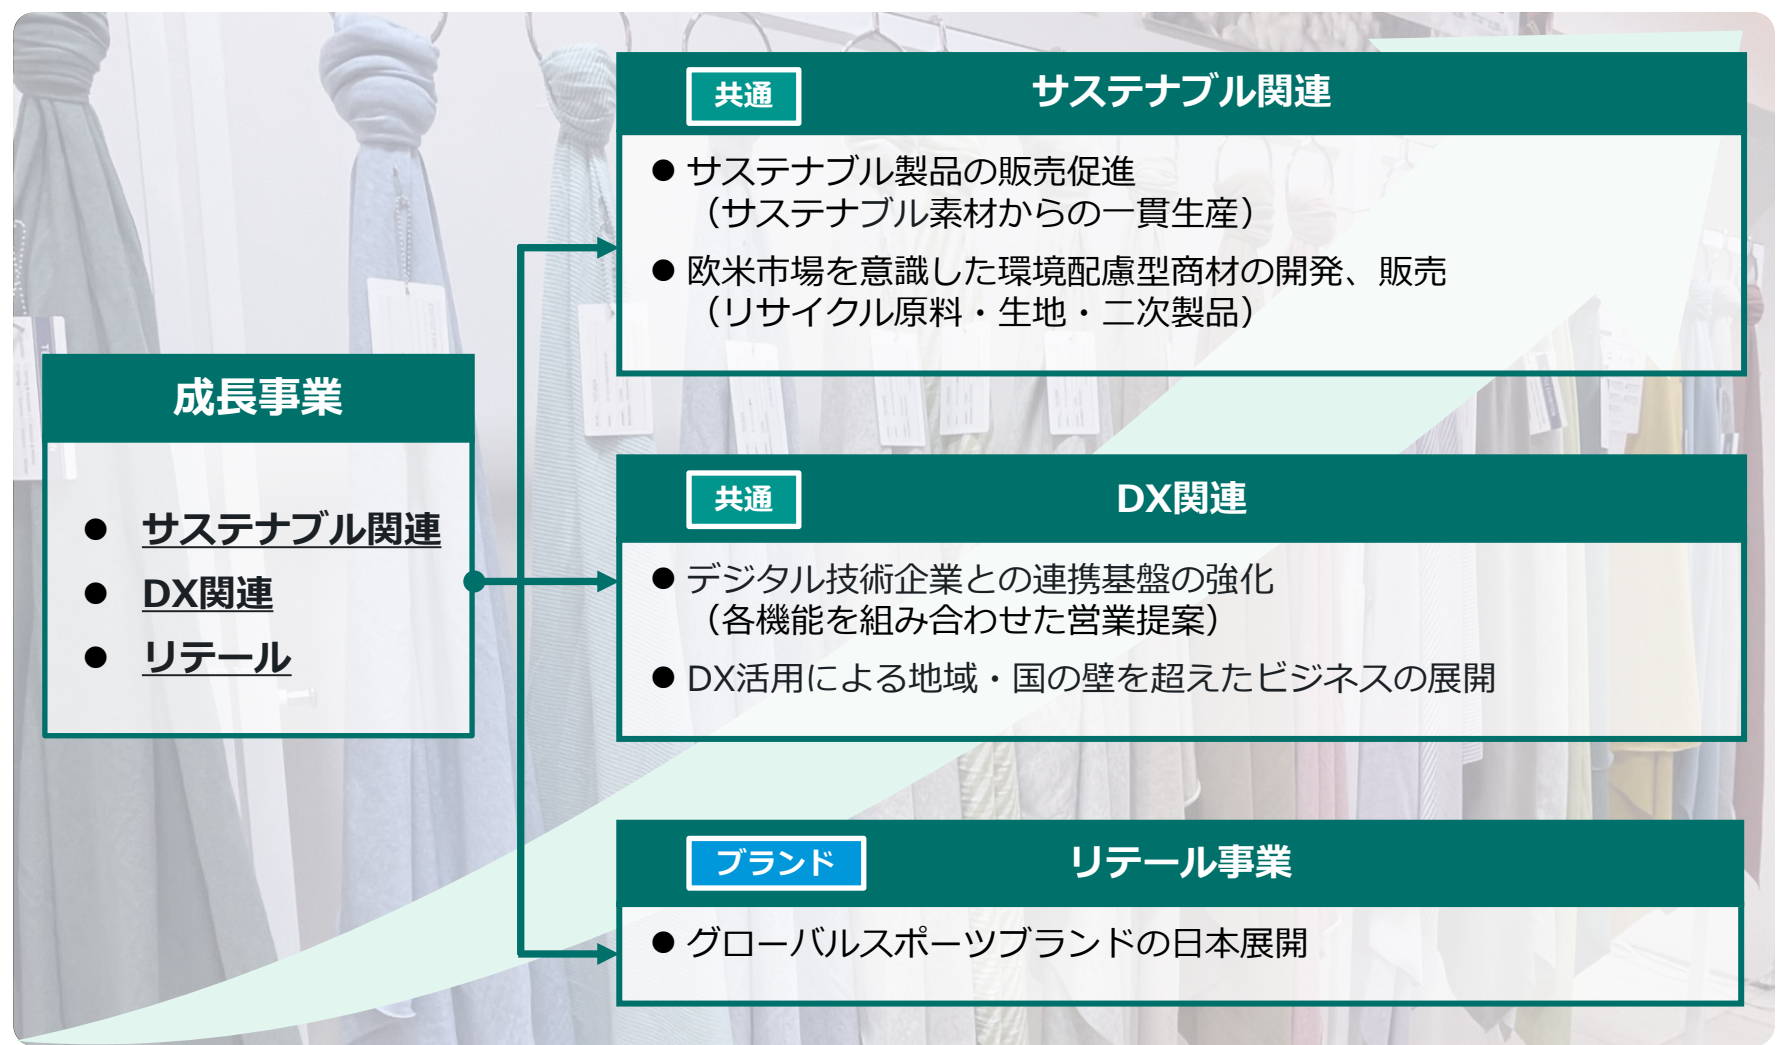 成長事業
● サステナブル関連
● DX関連
● リテール
共通
サステナブル関連
● サステナブル製品の販売促進
（サステナブル素材からの一貫生産）
● 欧米市場を意識した環境配慮型商材の開発、販売
（リサイクル原料・生地・二次製品）
共通
DX関連
● デジタル技術企業との連携基盤の強化
（各機能を組み合わせた営業提案）
● DX活用による地域・国の壁を超えたビジネスの展開
ブランド
リテール事業
● グローバルスポーツブランドの日本展開